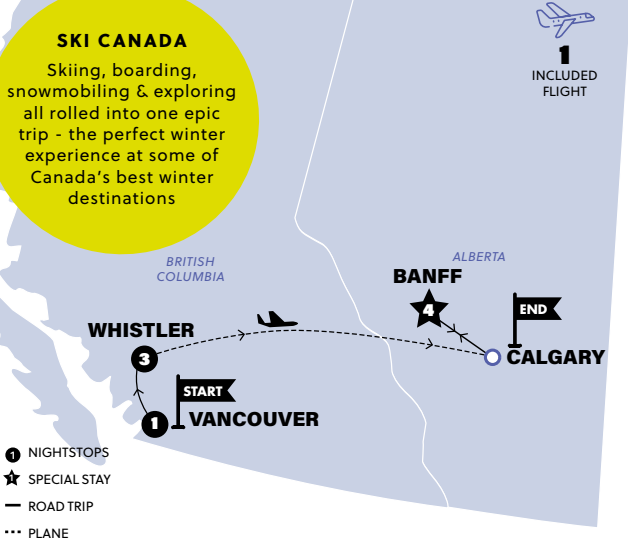 SKI CANADA
Skiing, boarding,
snowmobiling & exploring
all rolled into one epic
trip - the perfect winter
experience at some of
Canada's best winter
destinations
1
INCLUDED
FLIGHT
BRITISH
COLUMBIA
ALBERTA
BANFF
4
END
WHISTLER
3
CALGARY
START
1
VANCOUVER
1 NIGHTSTOPS
1 SPECIAL STAY
ROAD TRIP
PLANE